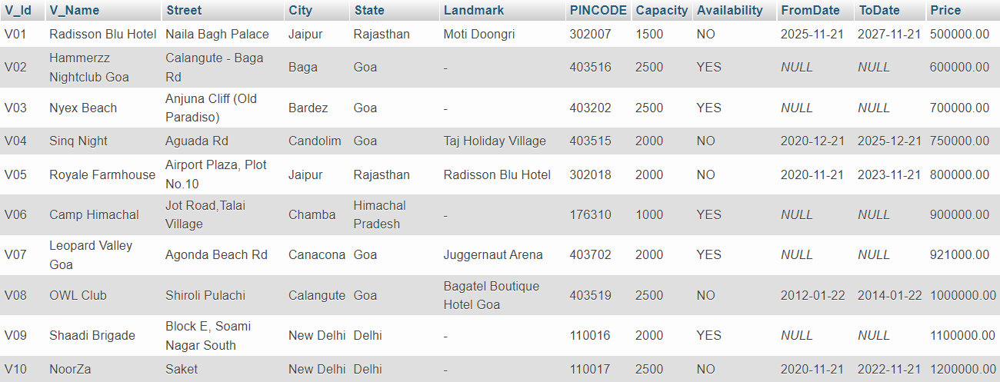 V_Id V_Name Street City State Landmark PINCODE Capacity Availability FromDate ToDate Price
V01 Radisson Blu Hotel Naila Bagh Palace Jaipur Rajasthan Moti Doongri 302007 1500 NO 2025-11-21 2027-11-21 500000.00
Hammerzz Calangute - Baga
V02 Baga Goa - 403516 2500 YES NULL NULL 600000.00
Nightclub Goa Rd
Anjuna Cliff (Old
V03 Nyex Beach Bardez Goa - 403202 2500 YES NULL NULL 700000.00
Paradiso)
V04 Sinq Night Aguada Rd Candolim Goa Taj Holiday Village 403515 2000 NO 2020-12-21 2025-12-21 750000.00
Airport Plaza, Plot
V05 Royale Farmhouse Jaipur Rajasthan Radisson Blu Hotel 302018 2000 NO 2020-11-21 2023-11-21 800000.00
No.10
Jot Road,Talai Himachal
V06 Camp Himachal Chamba - 176310 1000 YES NULL NULL 900000.00
Village Pradesh
Leopard Valley
V07 Agonda Beach Rd Canacona Goa Juggernaut Arena 403702 2000 YES NULL NULL 921000.00
Goa
Bagatel Boutique
V08 OWL Club Shiroli Pulachi Calangute Goa 403519 2500 NO 2012-01-22 2014-01-22 1000000.00
Hotel Goa
Block E, Soami
V09 Shaadi Brigade New Delhi Delhi - 110016 2000 YES NULL NULL 1100000.00
Nagar South
V10 NoorZa Saket New Delhi Delhi - 110017 2500 NO 2020-11-21 2022-11-21 1200000.00